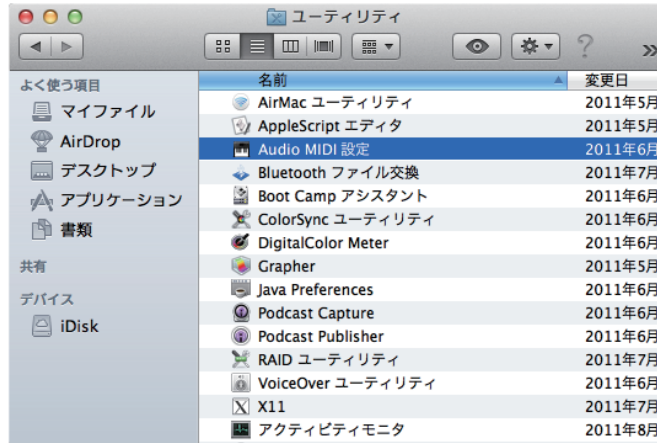 ユーティリティ
よく使う項目
マイファイル
AirDrop
デスクトップ
アプリケーション
書類
共有
デバイス
iDisk
名前 変更日
AirMac ユーティリティ 2011年5月
AppleScript エディタ 2011年5月
Audio MIDI 設定 2011年6月
Bluetooth ファイル交換 2011年7月
Boot Camp アシスタント 2011年6月
ColorSync ユーティリティ 2011年6月
DigitalColor Meter 2011年6月
Grapher 2011年5月
Java Preferences 2011年6月
Podcast Capture 2011年6月
Podcast Publisher 2011年6月
RAID ユーティリティ 2011年7月
VoiceOver ユーティリティ 2011年6月
X11 2011年7月
アクティビティモニタ 2011年8月